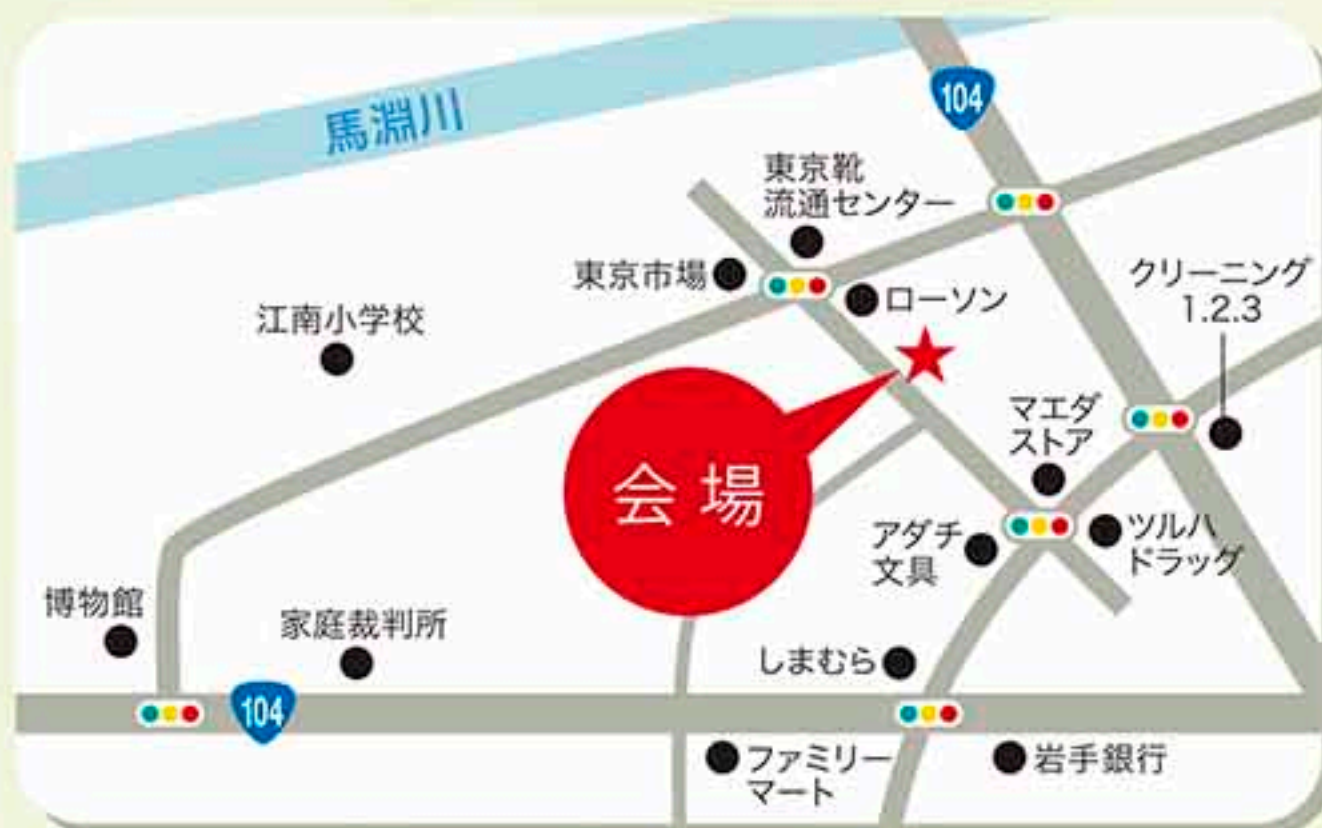 馬淵川
104
東京靴
流通センター
東京市場
ローソン
クリーニング
1.2.3
江南小学校
マエダ
ストア
会場
アダチ
文具
ツルハ
ドラッグ
博物館
家庭裁判所
しまむら
104
ファミリー
マート
岩手銀行